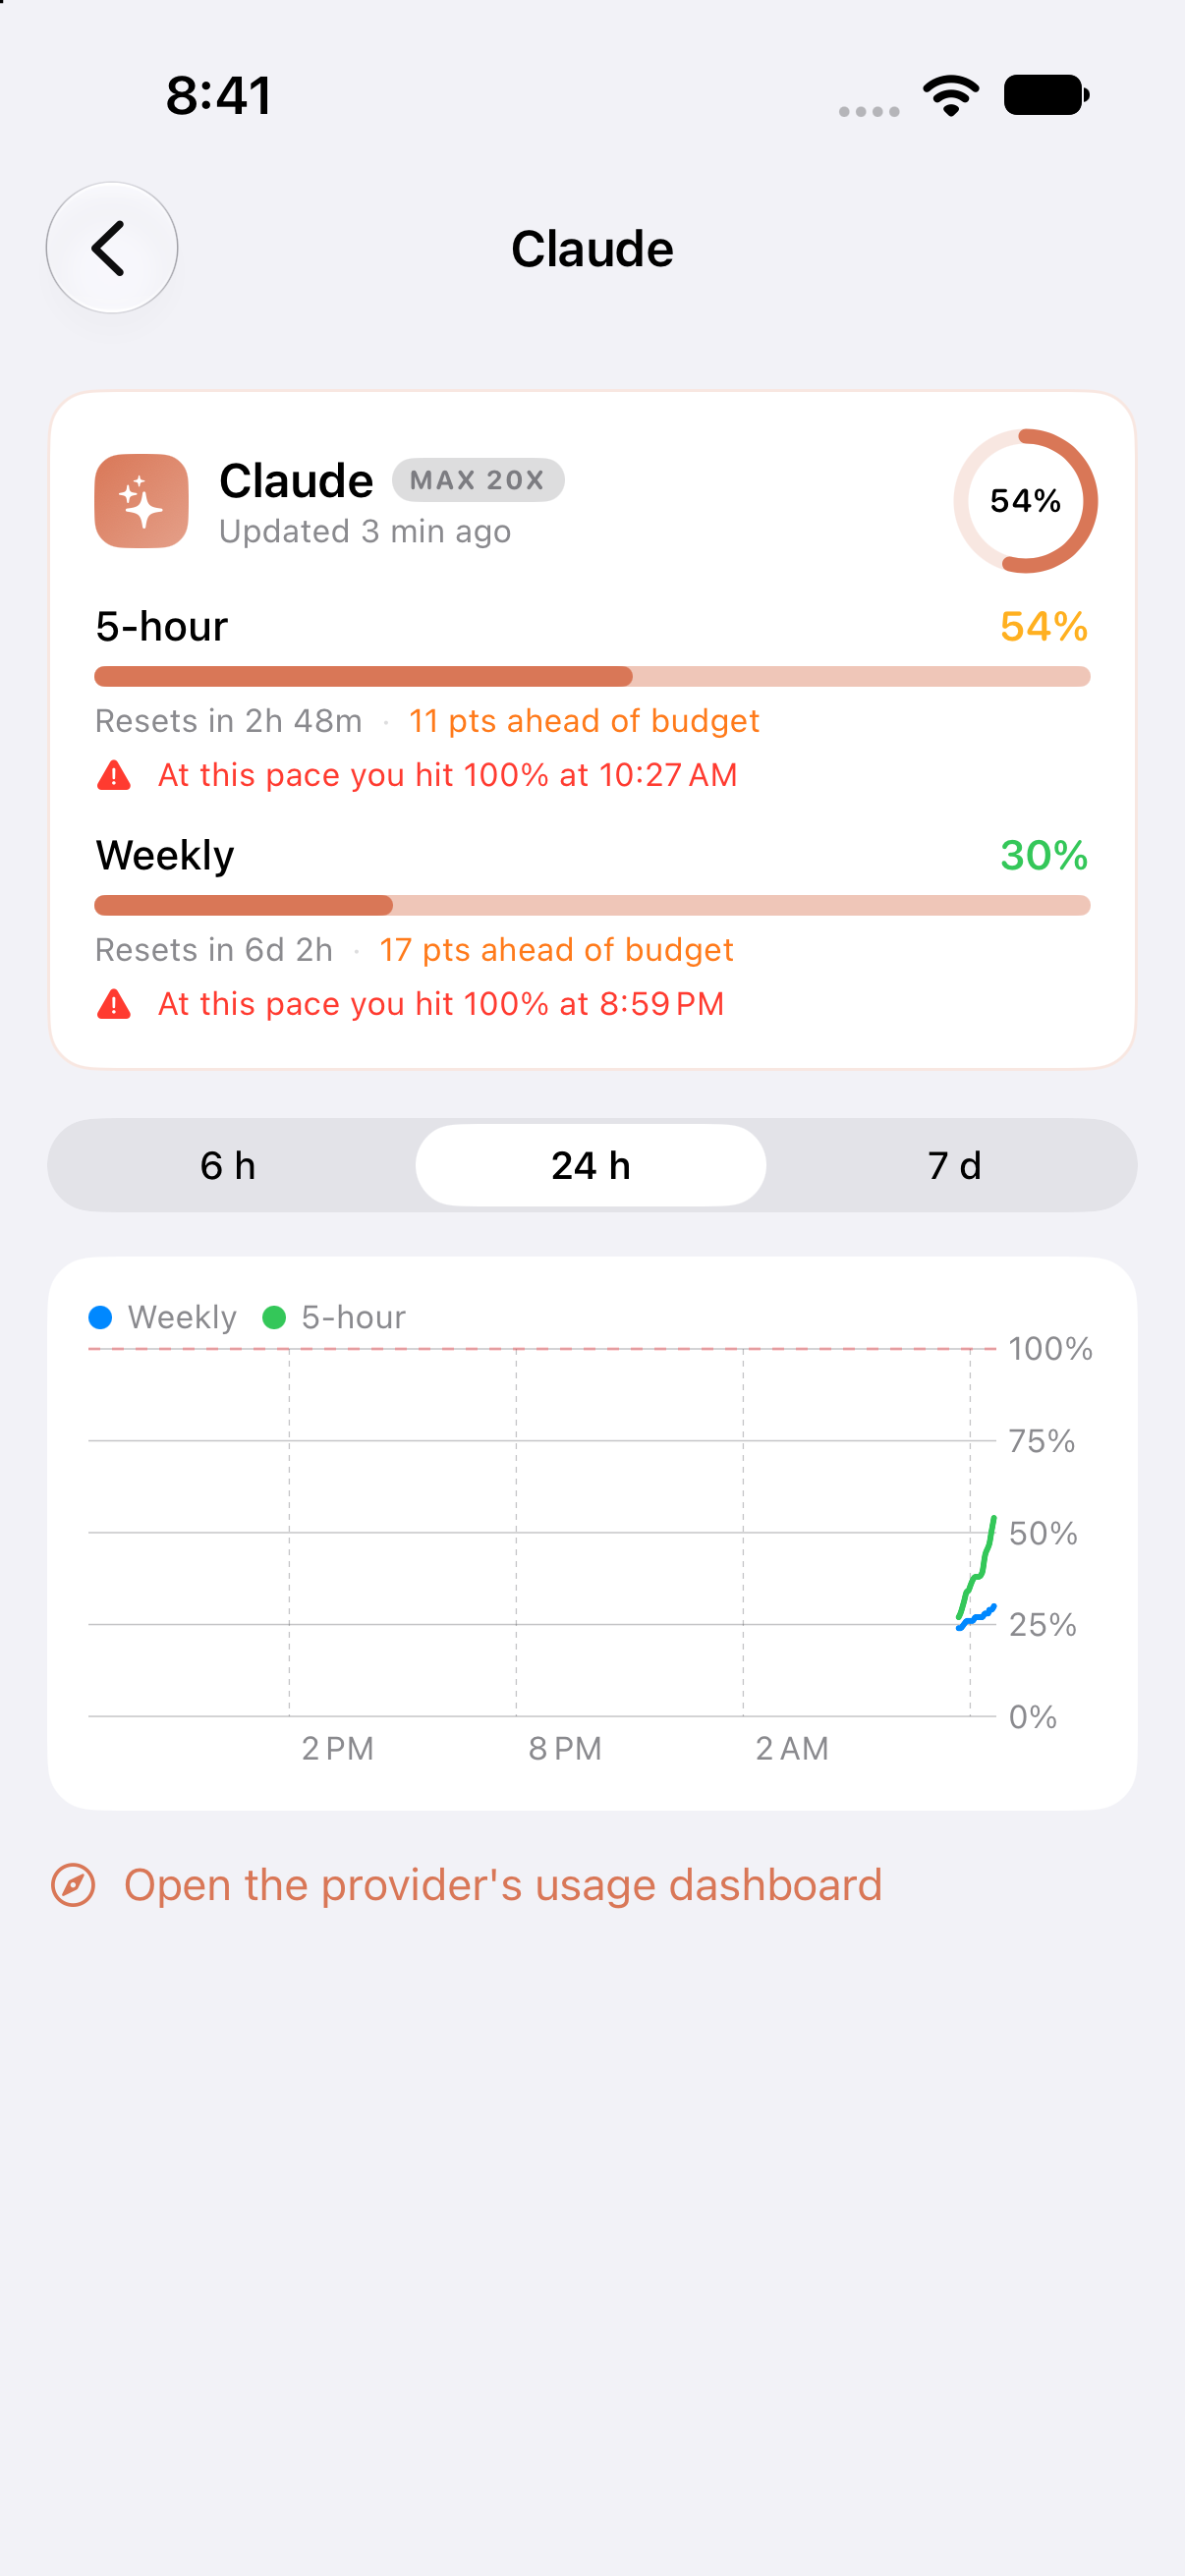 8:41
Claude
Claude MAX 20X
Updated 3 min ago
54%
5-hour 54%
Resets in 2h 48m · 11 pts ahead of budget
At this pace you hit 100% at 10:27 AM
Weekly 30%
Resets in 6d 2h · 17 pts ahead of budget
At this pace you hit 100% at 8:59 PM
6 h 24 h 7 d
Weekly 5-hour
100%
75%
50%
25%
0%
2 PM 8 PM 2 AM
Open the provider's usage dashboard